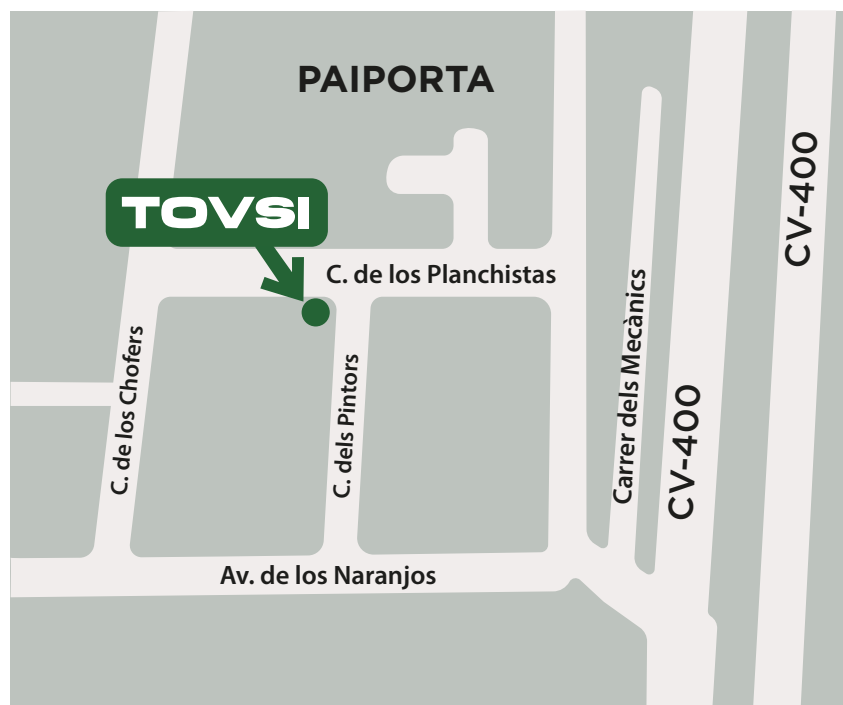 PAIPORTA
CV-400
TOVSI
C. de los Planchistas
C. de los Chofers
C. dels Pintors
Carrer dels Mecànics
CV-400
Av. de los Naranjos